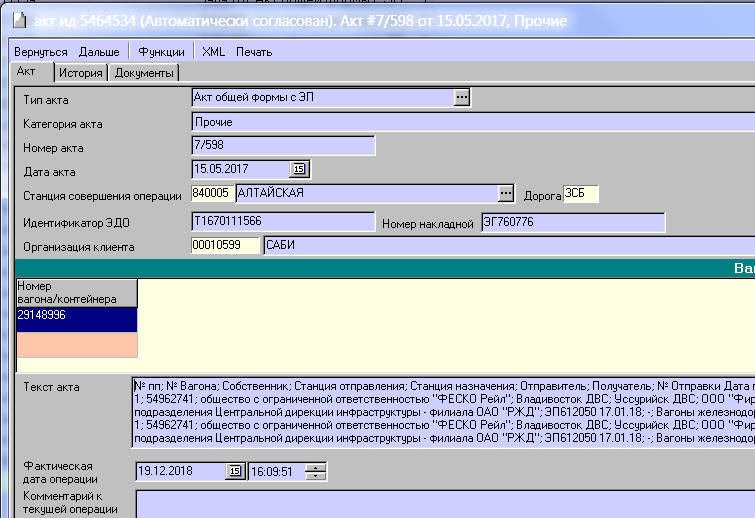 акт ид 5464534 (Автоматически согласован). Акт #7/598 от 15.05.2017, Прочие
Вернуться Дальше Функции XML Печать
Акт История Документы
Тип акта Акт общей формы с ЭП ...
Категория акта Прочие
Номер акта 7/598
Дата акта 15.05.2017 15
Станция совершения операции 840005 АЛТАЙСКАЯ ... Дорога ЗСБ
Идентификатор ЭДО Т1670111566 Номер накладной ЭГ760776
Организация клиента 00010599 САБИ
Ваг
Номер
вагона/контейнера
29148996
Текст акта № пп; № Вагона; Собственник; Станция отправления; Станция назначения; Отправитель; Получатель; № Отправки Дата п
1; 54962741; общество с ограниченной ответственностью "ФЕСКО Рейл"; Владивосток ДВС; Уссурийск ДВС; ООО "Фир
подразделения Центральной дирекции инфраструктуры - филиала ОАО "РЖД"; ЭП612050 17.01.18; -; Вагоны железнодор
1; 54962741; общество с ограниченной ответственностью "ФЕСКО Рейл"; Владивосток ДВС; Уссурийск ДВС; ООО "Фир
подразделения Центральной дирекции инфраструктуры - филиала ОАО "РЖД"; ЭП612050 17.01.18; -; Вагоны железнодор
Фактическая
дата операции 19.12.2018 15 16:09:51
Комментарий к
текущей операции